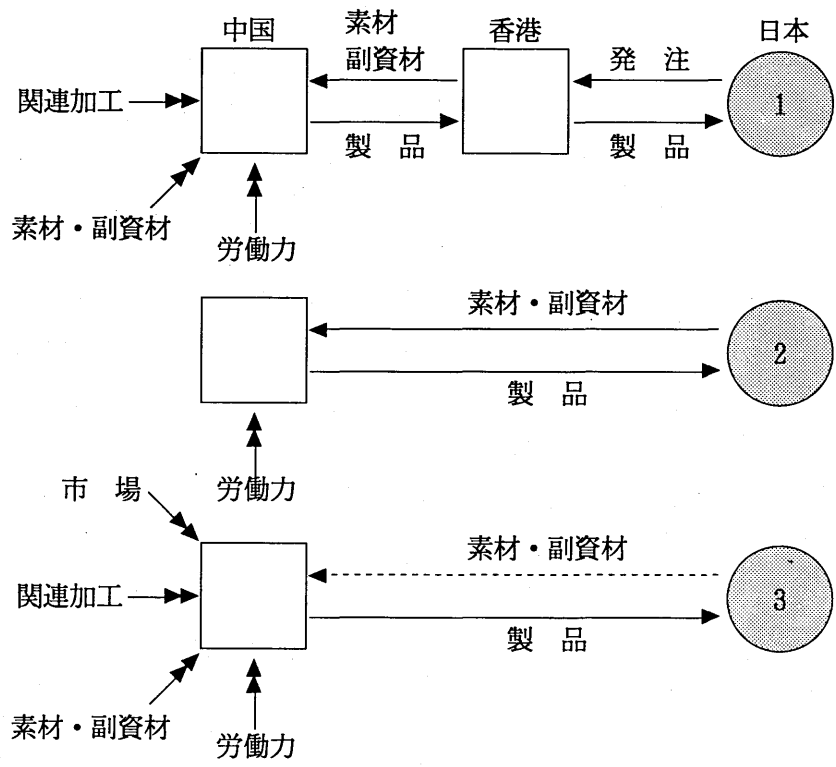 中国
素材
副資材
香港
日本
発 注
関連加工
1
製 品
製 品
素材・副資材
労働力
素材・副資材
2
製 品
労働力
市 場
素材・副資材
関連加工
3
製 品
素材・副資材
労働力